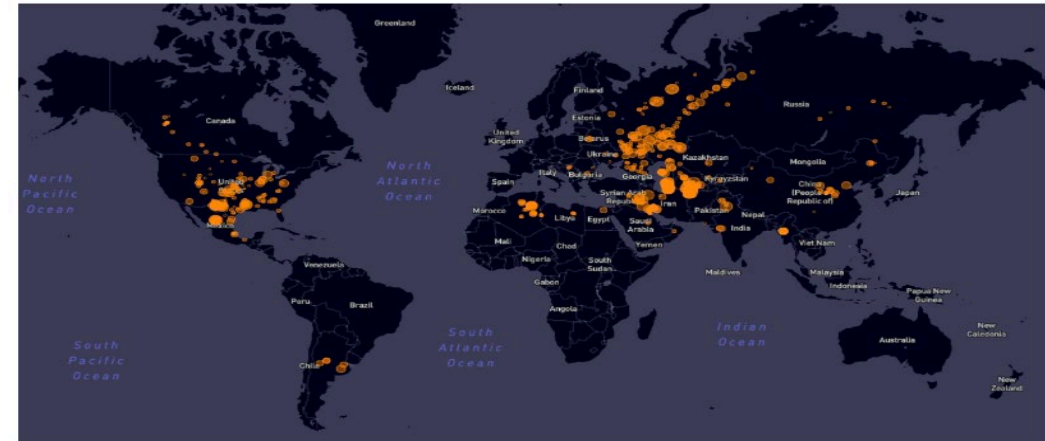 Greenland
Iceland
Finland
Russia
Canada
Estonia
United
Kingdom
Belarus
Ukraine
Kazakhstan
Mongolia
North
Pacific
Ocean
North
Atlantic
Ocean
United
Spain
Italy
Bulgaria
Georgia
Kyrgyzstan
China
(People
Republic of)
Japan
Morocco
Syrian Arab
Republic
Iran
Pakistan
Nepal
Mexico
Libya
Egypt
Saudi
Arabia
India
Mali
Chad
Yemen
Viet Nam
Venezuela
Nigeria
South
Sudan
Maldives
Malaysia
Gabon
Indonesia
Papua New
Guinea
Peru
Brazil
Angola
South
Pacific
Ocean
South
Atlantic
Ocean
Indian
Ocean
New
Caledonia
Australia
Chile
New
Zealand